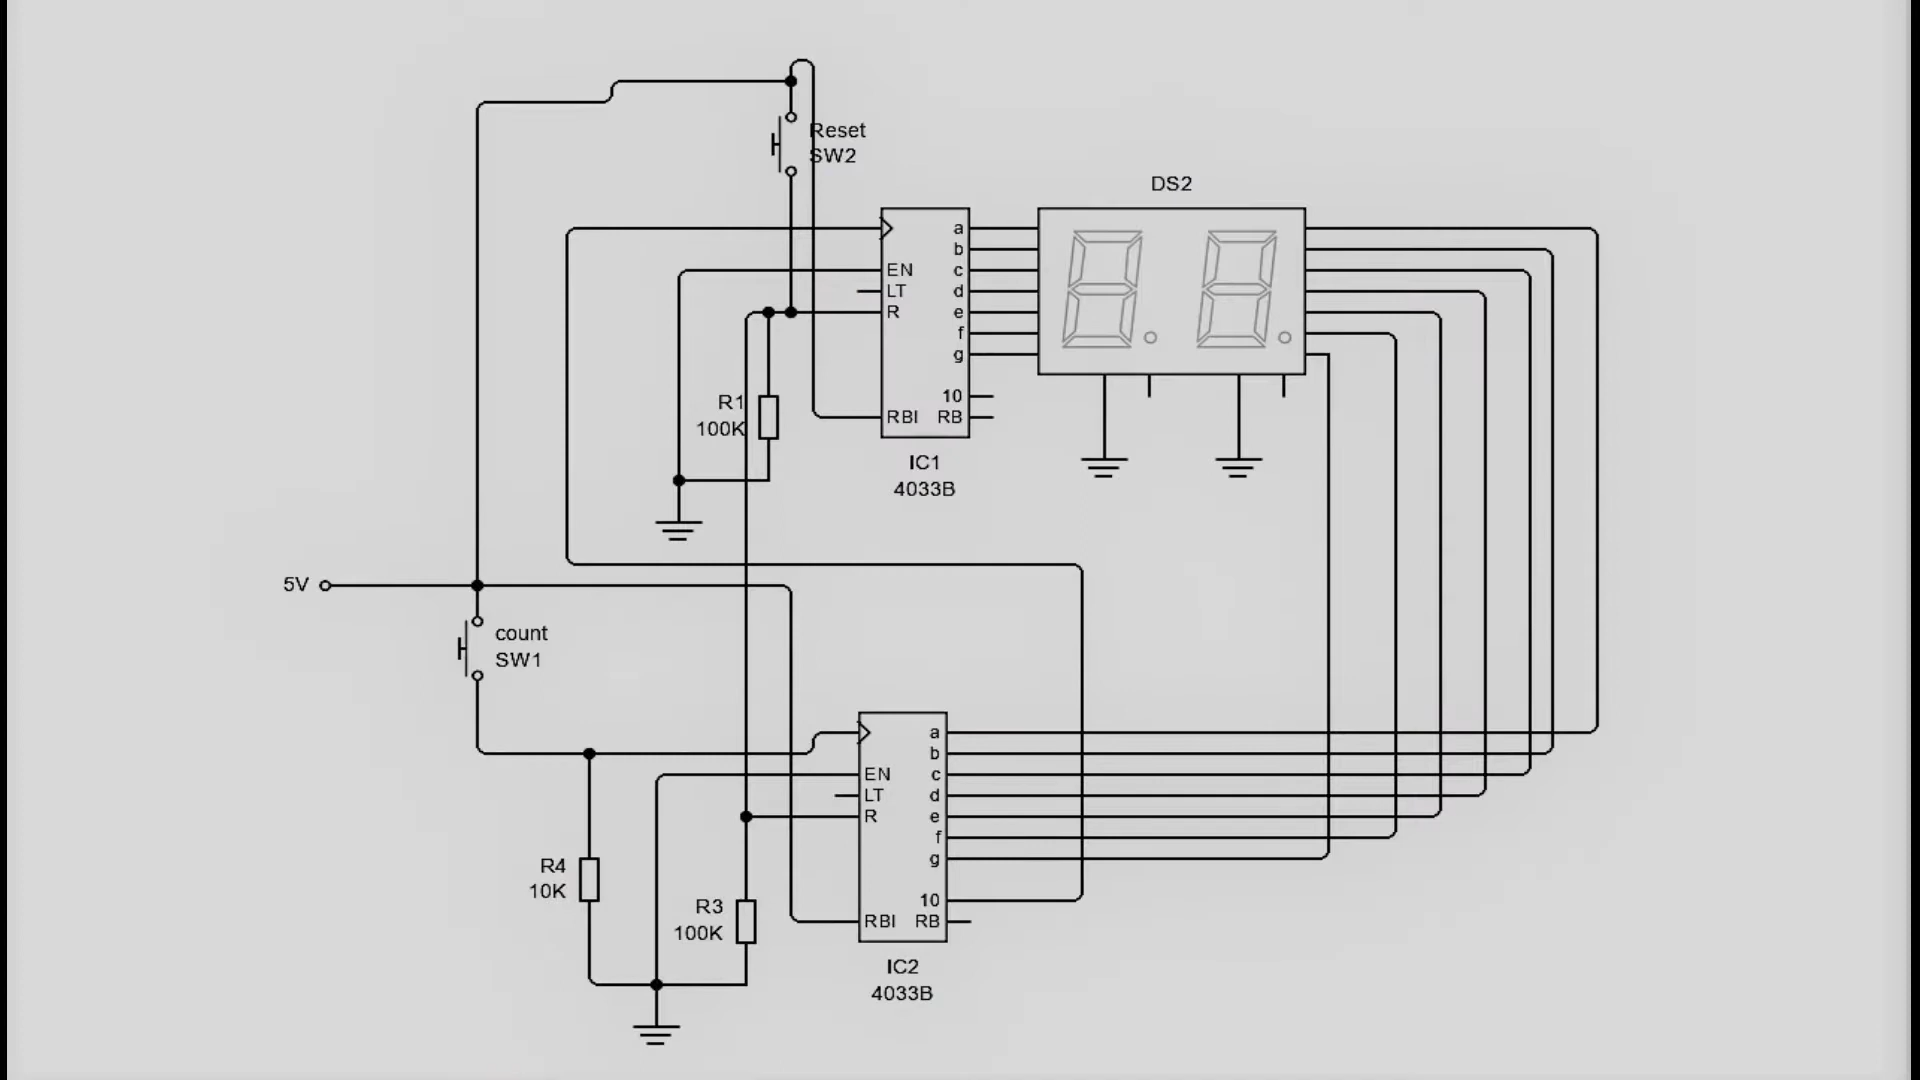 Reset
SW2
DS2
a
b
EN
c
LT
d
R
e
f
g
R1
100K
10
RBI
RB
IC1
4033B
5V
count
SW1
a
b
EN
c
LT
d
R
e
f
g
R4
10K
10
R3
100K
RBI
RB
IC2
4033B